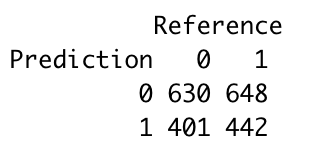 Reference
Prediction 0 1
0 630 648
1 401 442